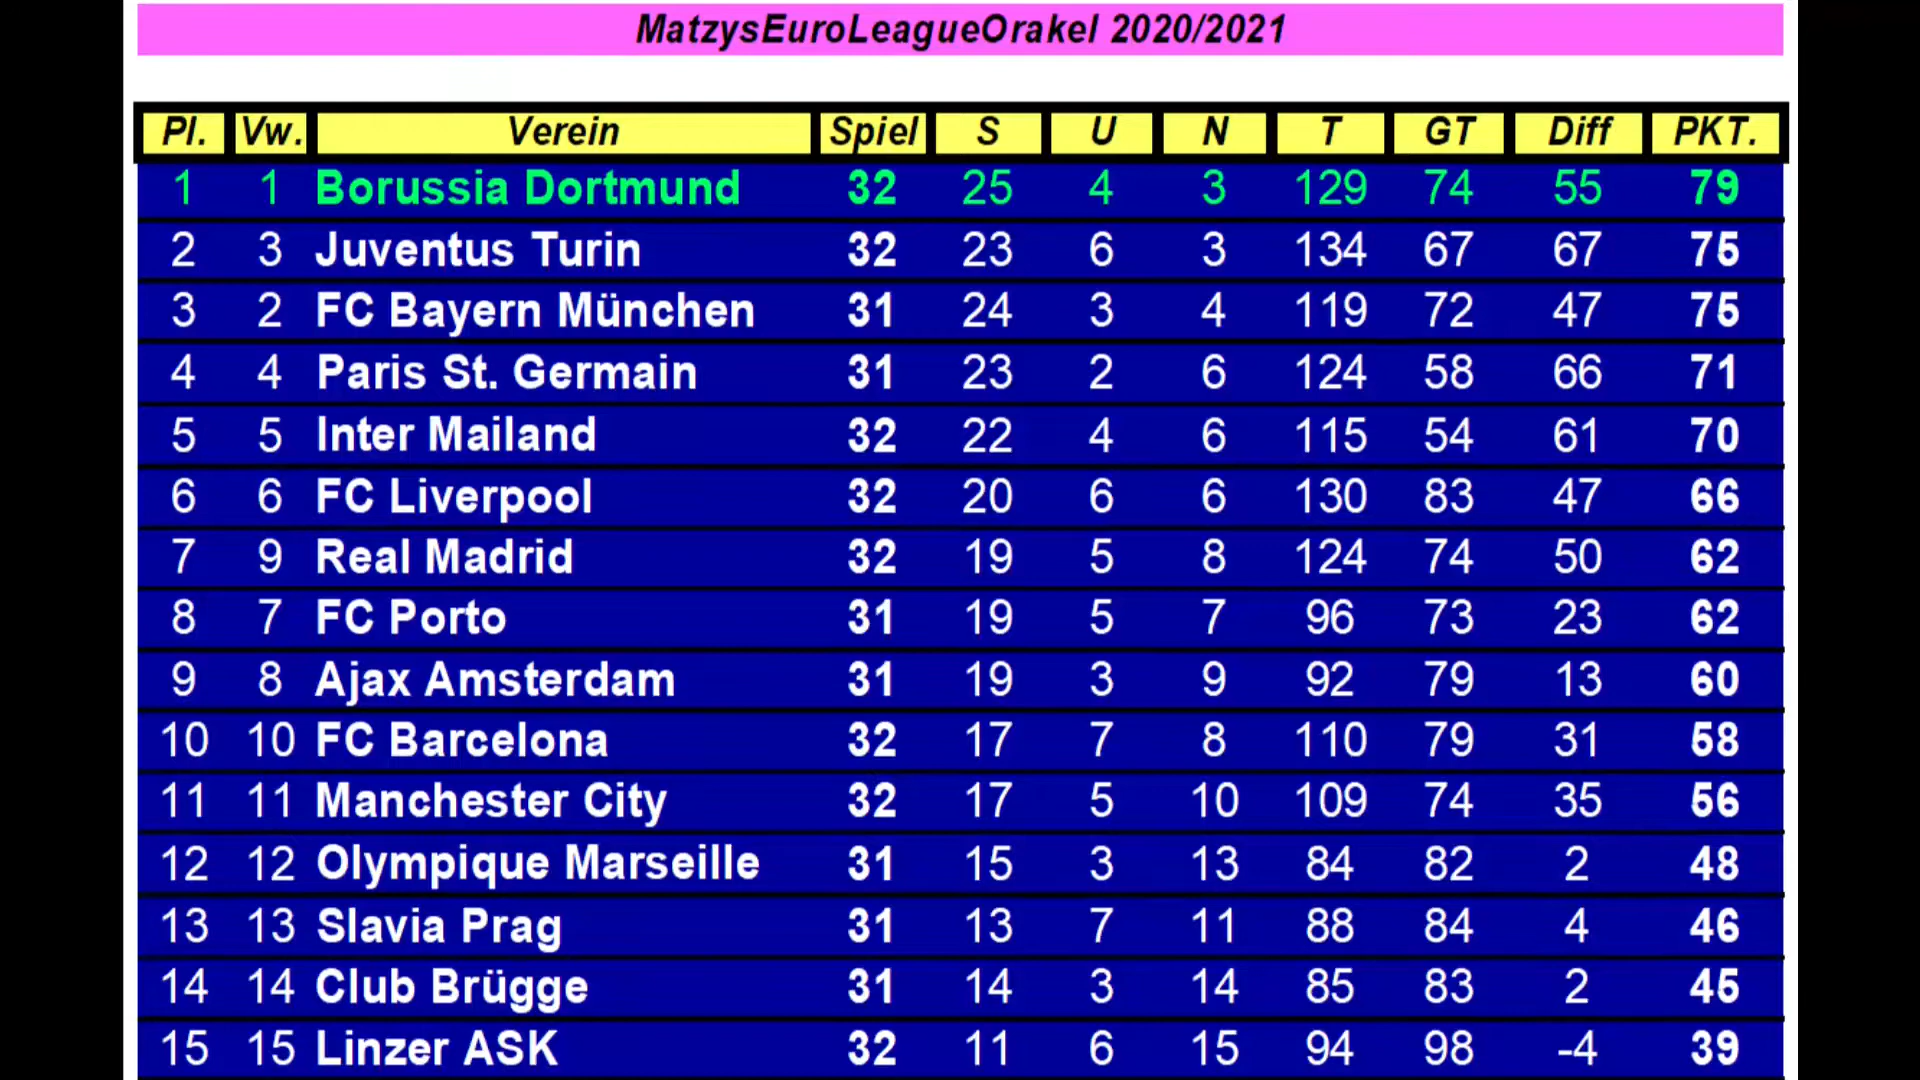 MatzysEuroLeagueOrakel 2020/2021
Pl. Vw. Verein Spiel S U N T GT Diff PKT.
1 1 Borussia Dortmund 32 25 4 3 129 74 55 79
2 3 Juventus Turin 32 23 6 3 134 67 67 75
3 2 FC Bayern München 31 24 3 4 119 72 47 75
4 4 Paris St. Germain 31 23 2 6 124 58 66 71
5 5 Inter Mailand 32 22 4 6 115 54 61 70
6 6 FC Liverpool 32 20 6 6 130 83 47 66
7 9 Real Madrid 32 19 5 8 124 74 50 62
8 7 FC Porto 31 19 5 7 96 73 23 62
9 8 Ajax Amsterdam 31 19 3 9 92 79 13 60
10 10 FC Barcelona 32 17 7 8 110 79 31 58
11 11 Manchester City 32 17 5 10 109 74 35 56
12 12 Olympique Marseille 31 15 3 13 84 82 2 48
13 13 Slavia Prag 31 13 7 11 88 84 4 46
14 14 Club Brügge 31 14 3 14 85 83 2 45
15 15 Linzer ASK 32 11 6 15 94 98 -4 39